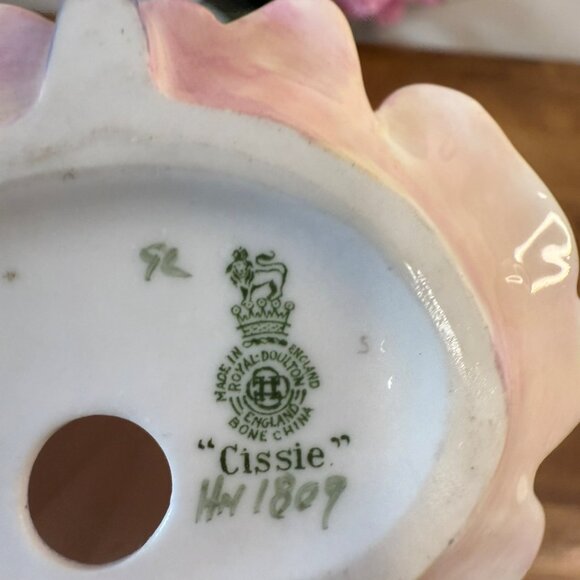 MADE IN ENGLAND
ROYAL-DOULTON
ENGLAND
BONE CHINA
"Cissie."
HN 1809